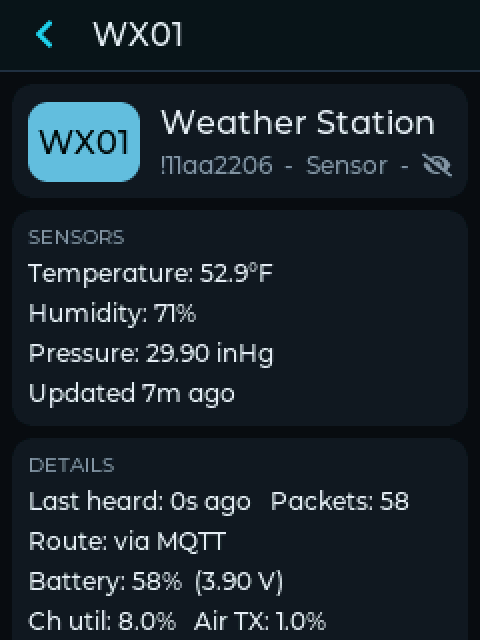 WX01
WX01
Weather Station
!11aa2206 - Sensor -
SENSORS
Temperature: 52.9°F
Humidity: 71%
Pressure: 29.90 inHg
Updated 7m ago
DETAILS
Last heard: 0s ago Packets: 58
Route: via MQTT
Battery: 58% (3.90 V)
Ch util: 8.0% Air TX: 1.0%